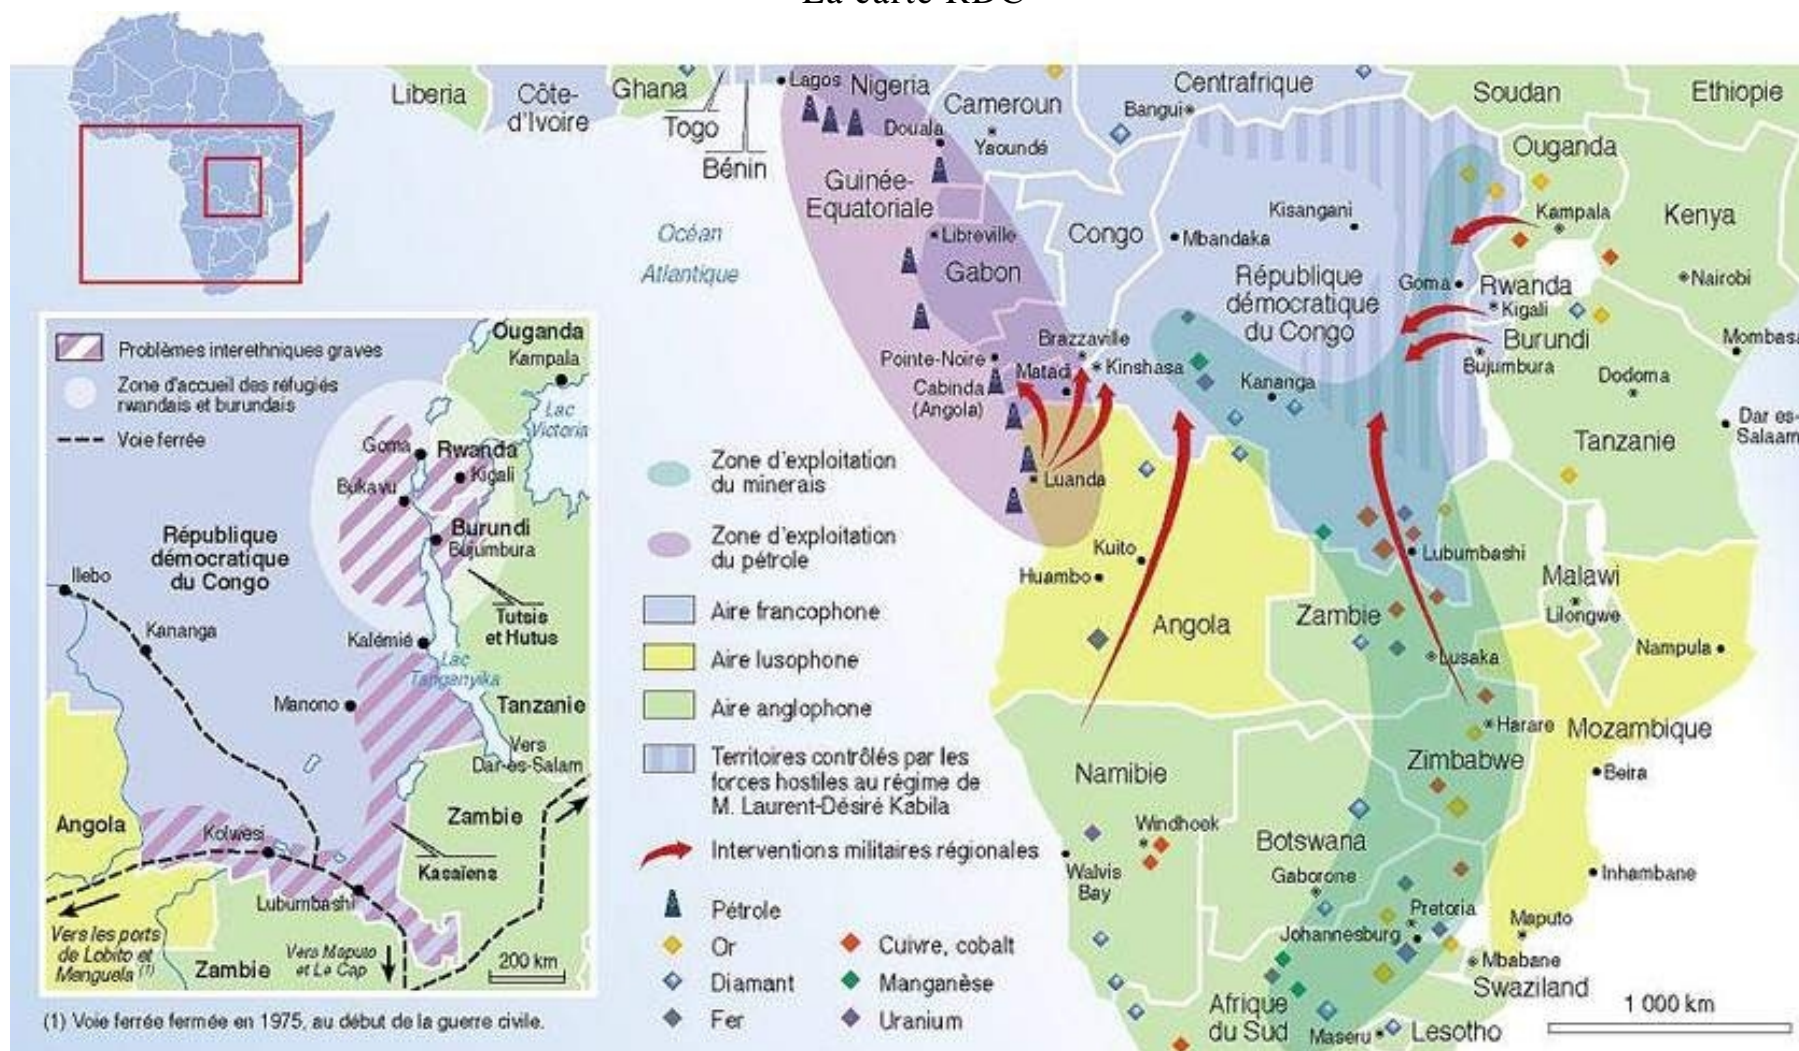 La carte RDC
Liberia
Côte-
d'Ivoire
Ghana
Togo
Bénin
Lagos
Nigeria
Douala
Cameroun
Yaoundé
Centrafrique
Bangui
Soudan
Ethiopie
Guinée-
Equatoriale
Libreville
Gabon
Congo
Mbandaka
Kisangani
République
démocratique
du Congo
Ouganda
Kampala
Kenya
Nairobi
Goma
Rwanda
Kigali
Burundi
Bujumbura
Mombasa
Dodoma
Dar es-
Salaam
Tanzanie
Océan
Atlantique
Brazzaville
Pointe-Noire
Matadi
Kinshasa
Cabinda
(Angola)
Kananga
Luanda
Kuito
Huambo
Angola
Lubumbashi
Zambie
Lusaka
Malawi
Lilongwe
Nampula
Harare
Mozambique
Zimbabwe
Beira
Namibie
Windhoek
Walvis
Bay
Botswana
Gaborone
Inhambane
Pretoria
Johannesburg
Maputo
Mbabane
Swaziland
Afrique
du Sud
Maseru
Lesotho
1 000 km
Zone d'exploitation
du minerais
Zone d'exploitation
du pétrole
Aire francophone
Aire lusophone
Aire anglophone
Territoires contrôlés par les
forces hostiles au régime de
M. Laurent-Désiré Kabila
Interventions militaires régionales
Pétrole
Or
Diamant
Fer
Cuivre, cobalt
Manganèse
Uranium
Problèmes interethniques graves
Zone d'accueil des réfugiés
rwandais et burundais
Voie ferrée
Ouganda
Kampala
Lac
Victoria
Goma
Rwanda
Kigali
Bukavu
Burundi
Bujumbura
République
démocratique
du Congo
Ilebo
Kananga
Tutsis
et Hutus
Kalémié
Lac
Tanganyika
Manono
Tanzanie
Vers
Dar-es-Salam
Angola
Zambie
Kolwesi
Kasaïens
Lubumbashi
Vers les ports
de Lobito et
Menguela (1)
Zambie
Vers Maputo
et Le Cap
200 km
(1) Voie ferrée fermée en 1975, au début de la guerre civile.